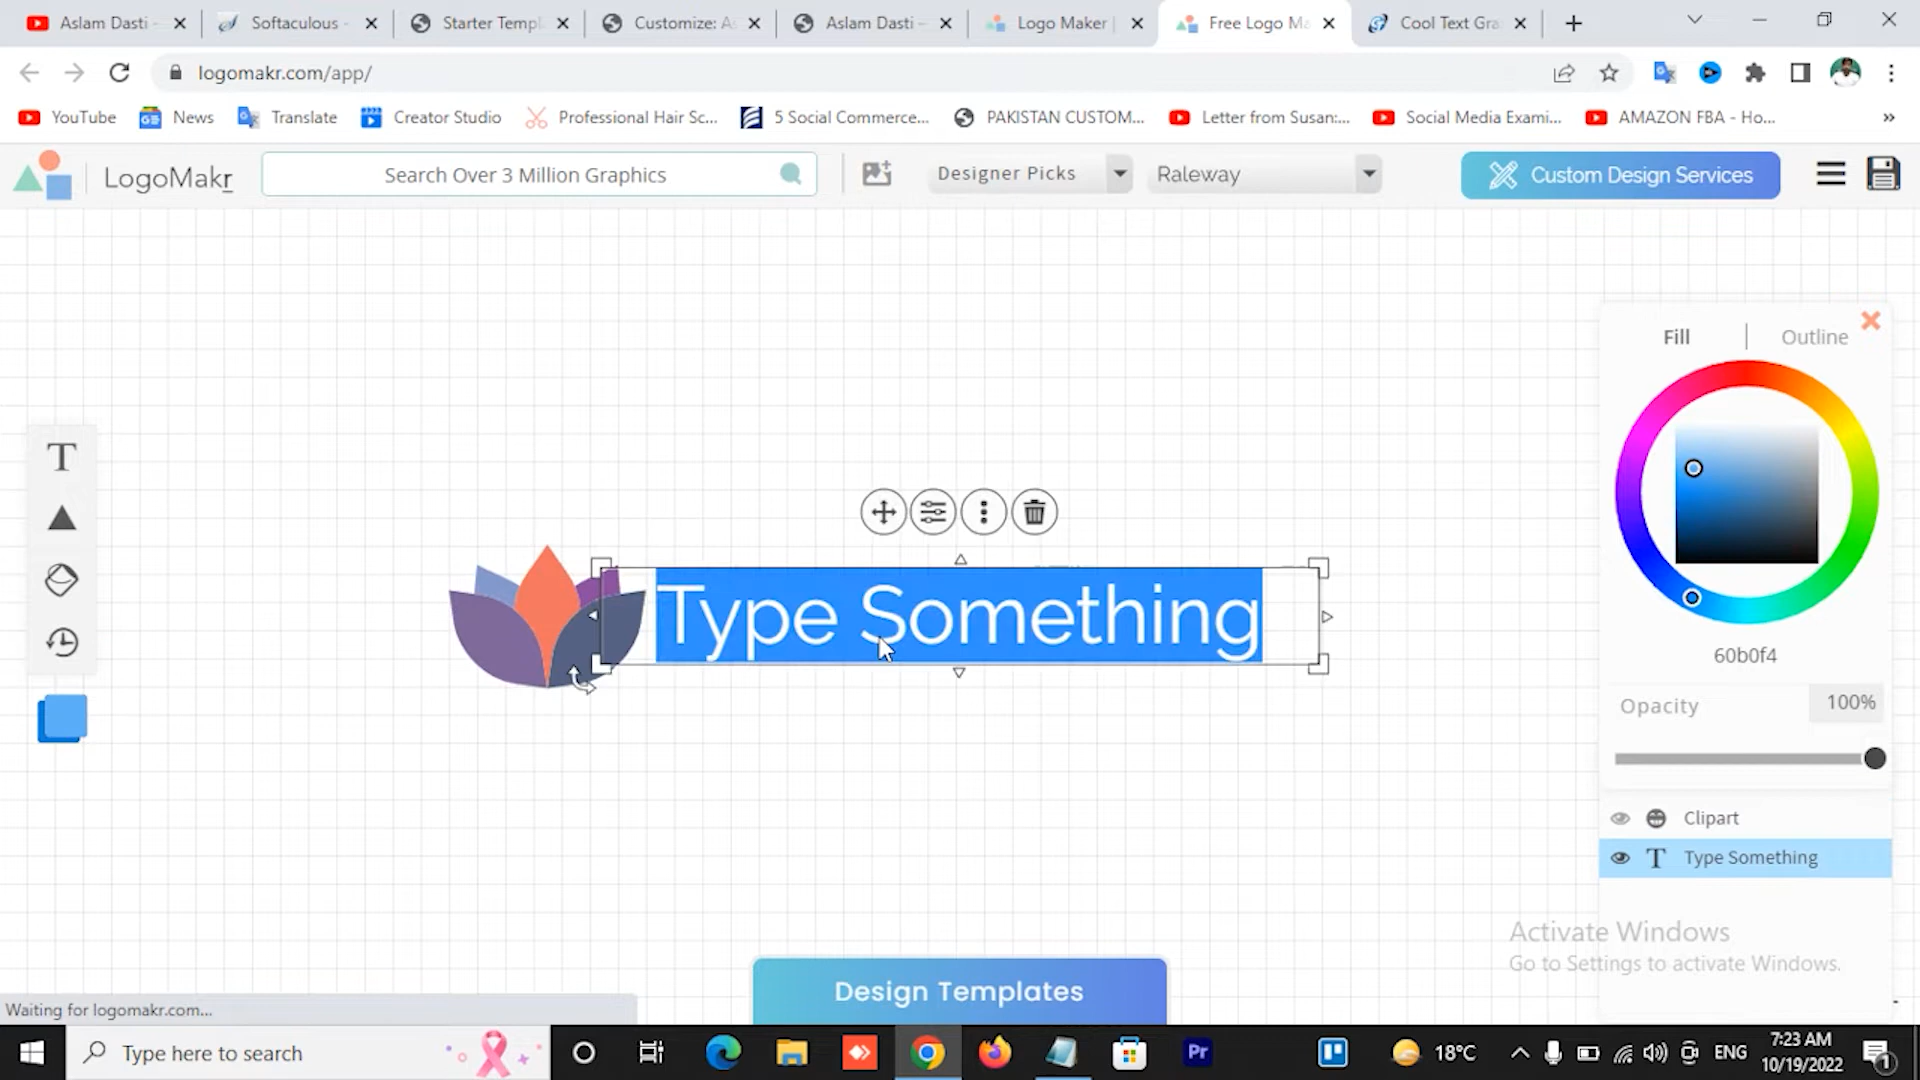 Aslam Dasti -
Softaculous -
Starter Templ
Customize: A
Aslam Dasti –
Logo Maker |
Free Logo Ma
Cool Text Gra
logomakr.com/app/
YouTube
News
Translate
Creator Studio
Professional Hair Sc...
5 Social Commerce...
PAKISTAN CUSTOM...
Letter from Susan:...
Social Media Exami...
AMAZON FBA - Ho...
LogoMakr
Search Over 3 Million Graphics
Designer Picks
Raleway
Custom Design Services
Fill
Outline
Type Something
60b0f4
Opacity
100%
Clipart
T Type Something
Activate Windows
Go to Settings to activate Windows.
Design Templates
Waiting for logomakr.com...
Type here to search
Pr
18°C
ENG
7:23 AM
10/19/2022
1